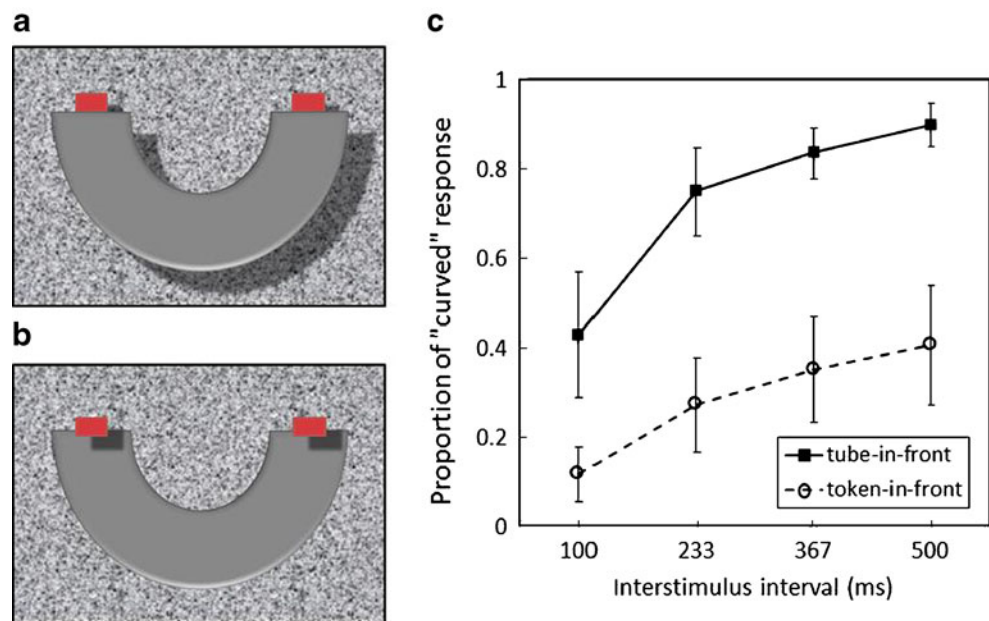 a
b
c
Proportion of "curved" response
1
0.8
0.6
0.4
0.2
0
tube-in-front
token-in-front
100 233 367 500
Interstimulus interval (ms)